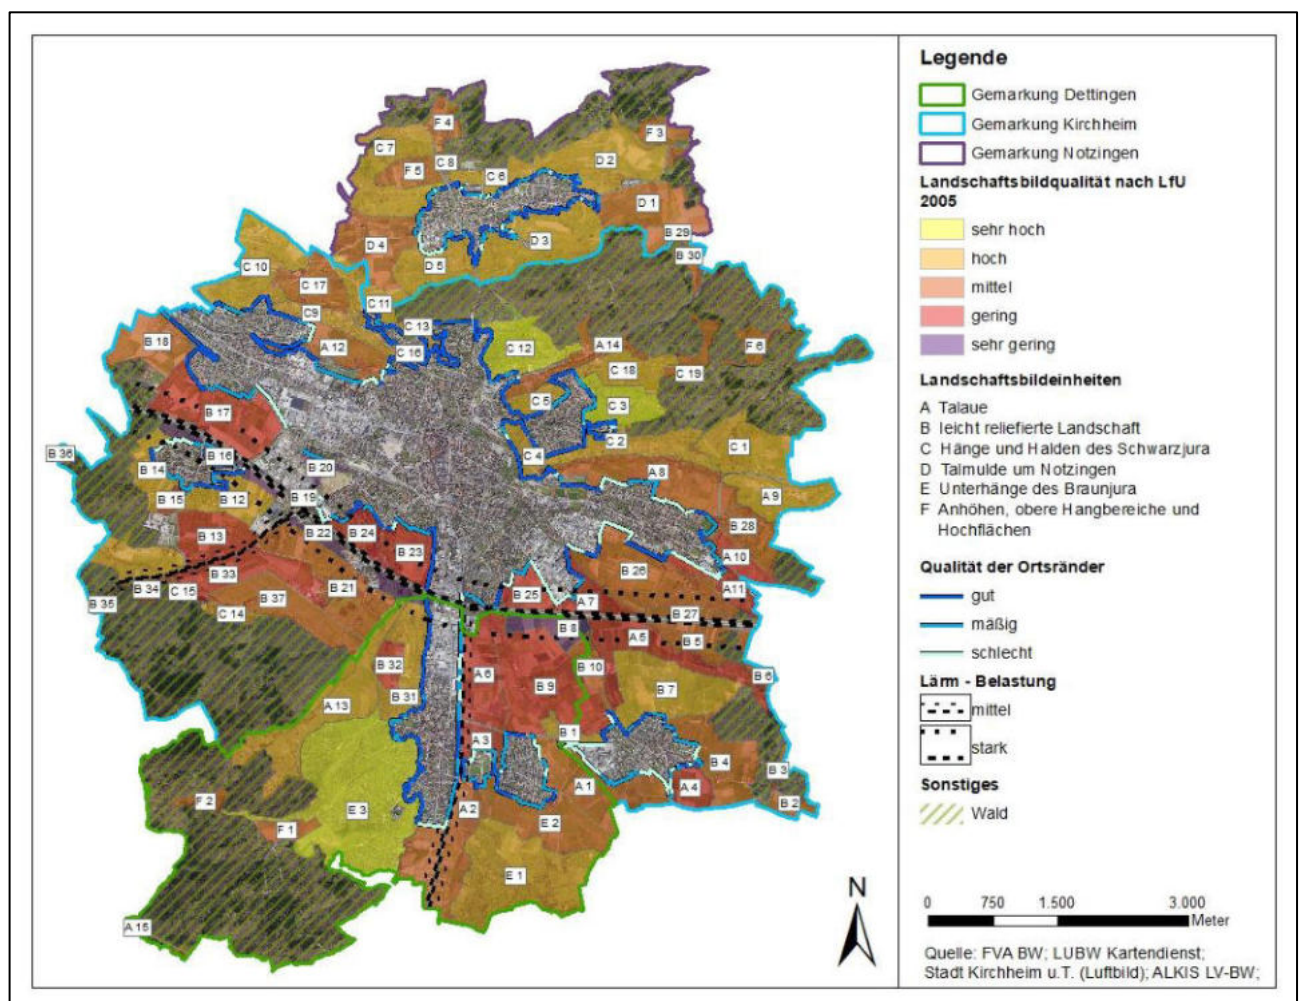 F 4
C 7
F 3
C 8
F 5
D 2
C 6
D 1
B 29
D 4
D 3
B 30
D 5
C 10
C 17
C 11
C9
C 13
B 18
A 12
C 16
C 12
A 14
F 6
C 18
C 19
C 5
C 3
B 17
C 2
C 1
B 36
B 16
C 4
B 14
B 20
A 8
B 15
B 12
B 19
A 9
B 22
B 24
B 28
B 13
B 23
A 10
B 33
B 26
B 34
C 15
B 21
B 25
A11
B 35
B 37
A 7
C 14
B 27
B 8
A 5
B 5
B 32
A 6
B 10
B 6
B 31
B 9
B 7
A 13
B 1
A 3
B 4
B 3
A 1
A 4
F 2
E 3
A 2
B 2
F 1
E 2
E 1
A 15
N
Legende
Gemarkung Dettingen
Gemarkung Kirchheim
Gemarkung Notzingen
Landschaftsbildqualität nach LfU
2005
sehr hoch
hoch
mittel
gering
sehr gering
Landschaftsbildeinheiten
A Talaue
B leicht reliefierte Landschaft
C Hänge und Halden des Schwarzjura
D Talmulde um Notzingen
E Unterhänge des Braunjura
F Anhöhen, obere Hangbereiche und
Hochflächen
Qualität der Ortsränder
gut
mäßig
schlecht
Lärm - Belastung
mittel
stark
Sonstiges
Wald
0 750 1.500 3.000
Meter
Quelle: FVA BW; LUBW Kartendienst;
Stadt Kirchheim u.T. (Luftbild); ALKIS LV-BW;